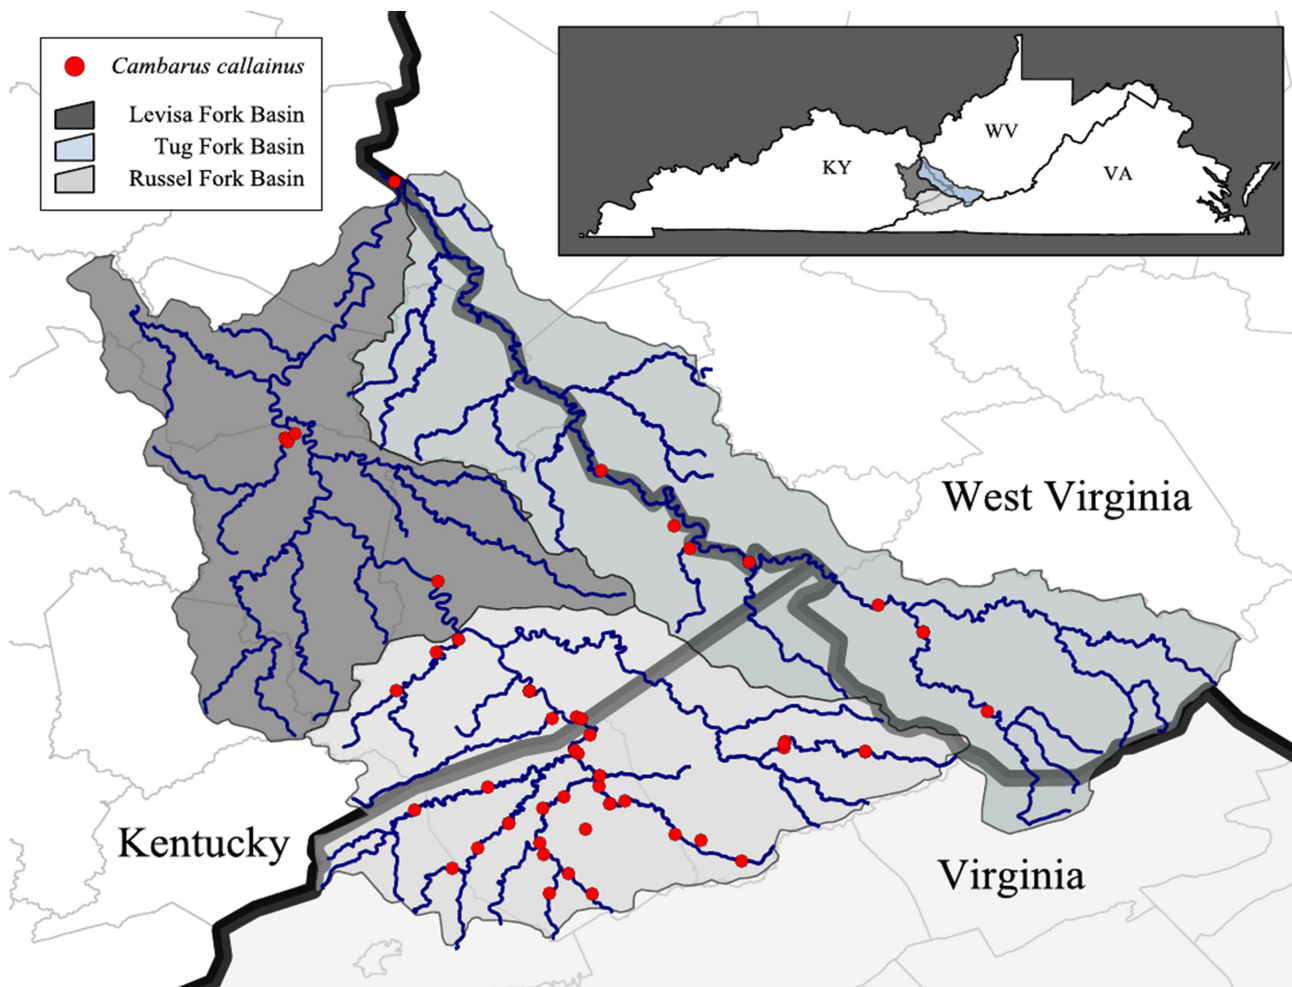 Cambarus callainus
Levisa Fork Basin
Tug Fork Basin
Russel Fork Basin
WV
KY
VA
West Virginia
Kentucky
Virginia